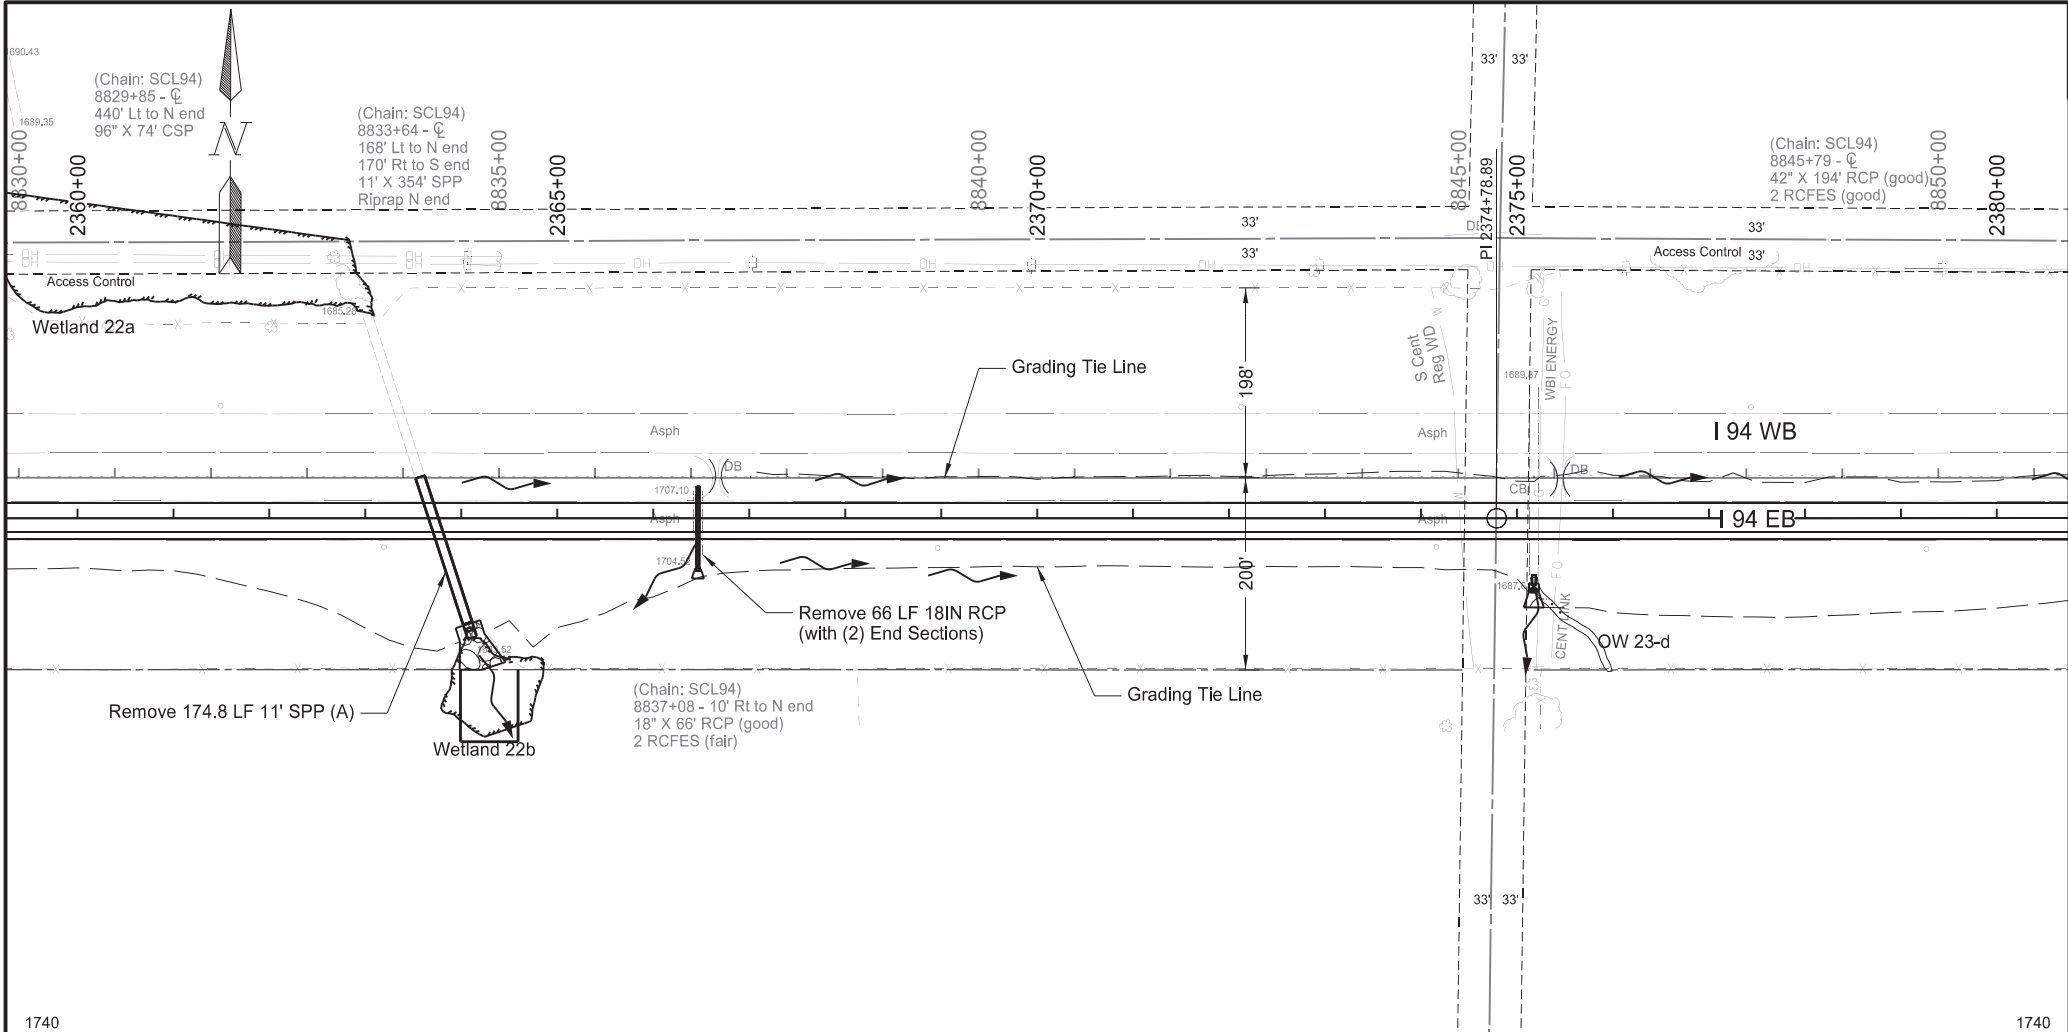 1690.43
1689.35
(Chain: SCL94)
8829+85 - ℄
440' Lt to N end
96" X 74' CSP
N
(Chain: SCL94)
8833+64 - ℄
168' Lt to N end
170' Rt to S end
11' X 354' SPP
Riprap N end
8830+00
2360+00
8835+00
2365+00
8840+00
2370+00
8845+00
PI 2374+78.89
2375+00
33' 33'
(Chain: SCL94)
8845+79 - ℄
42" X 194' RCP (good)
2 RCFES (good)
8850+00
2380+00
33'
33'
33'
33'
OH
OH
OH
OH
OH
OH
Access Control
Access Control
Wetland 22a
1685.28
Grading Tie Line
198'
S Cent
Reg WD
W
1689.87
WBI ENERGY
G
FO
Asph
Asph
I 94 WB
DB
DB
1707.10
CB
Asph
Asph
I 94 EB
1704.52
200'
Remove 66 LF 18IN RCP
(with (2) End Sections)
FO
CENT LINK
OW 23-d
Remove 174.8 LF 11' SPP (A)
(Chain: SCL94)
8837+08 - 10' Rt to N end
18" X 66' RCP (good)
2 RCFES (fair)
Grading Tie Line
Wetland 22b
33' 33'
1740
1740